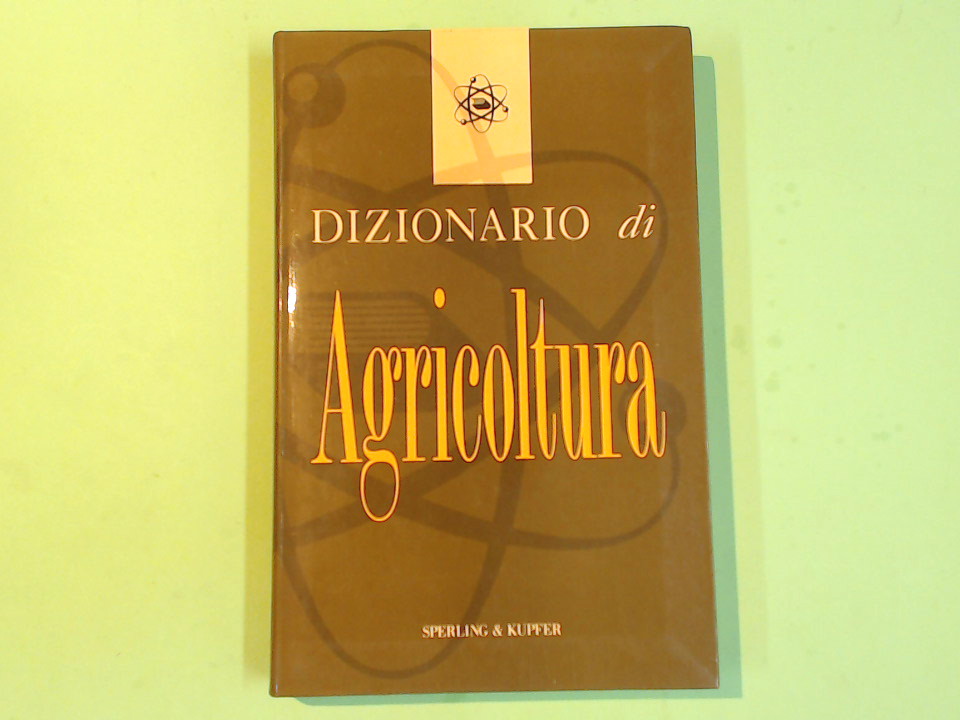 DIZIONARIO di
Agricoltura
SPERLING & KUPFER